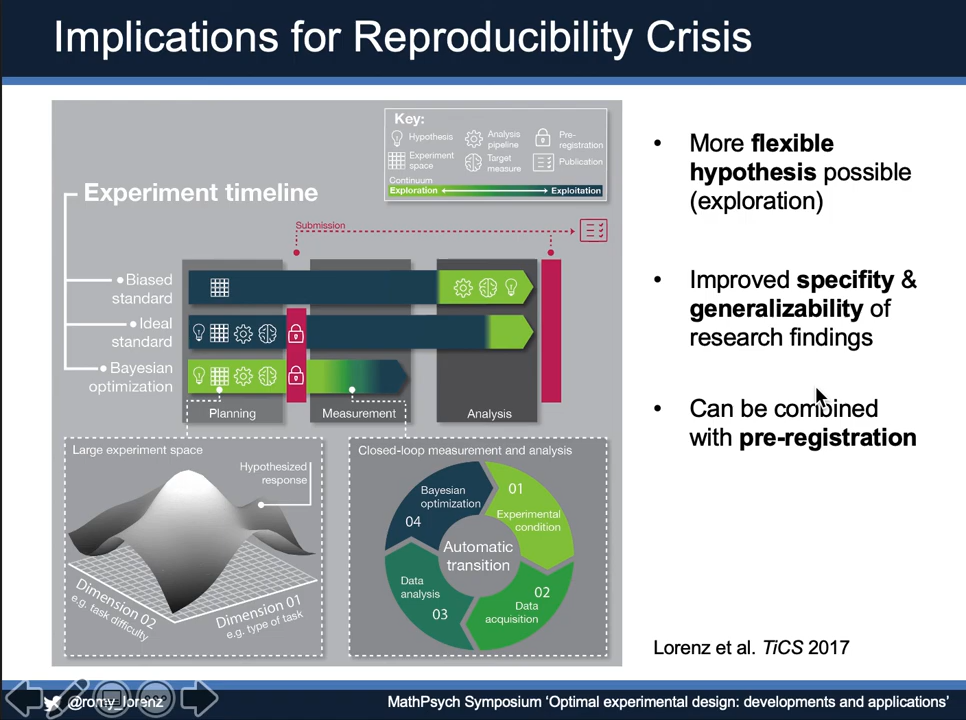 Implications for Reproducibility Crisis
Key:
Hypothesis
Analysis
pipeline
Pre-
registration
Experiment
space
Target
measure
Publication
Continuum
Exploration
Exploitation
Experiment timeline
Submission
Biased
standard
Ideal
standard
Bayesian
optimization
Planning
Measurement
Analysis
Large experiment space
Hypothesized
response
Dimension 02
e.g. task difficulty
Dimension 01
e.g. type of task
Closed-loop measurement and analysis
Bayesian
optimization
04
01
Experimental
condition
Automatic
transition
Data
analysis
03
02
Data
acquisition
• More flexible
hypothesis possible
(exploration)
• Improved specifity &
generalizability of
research findings
• Can be combined
with pre-registration
Lorenz et al. TiCS 2017
@romy_lorenz
MathPsych Symposium ‘Optimal experimental design: developments and applications’